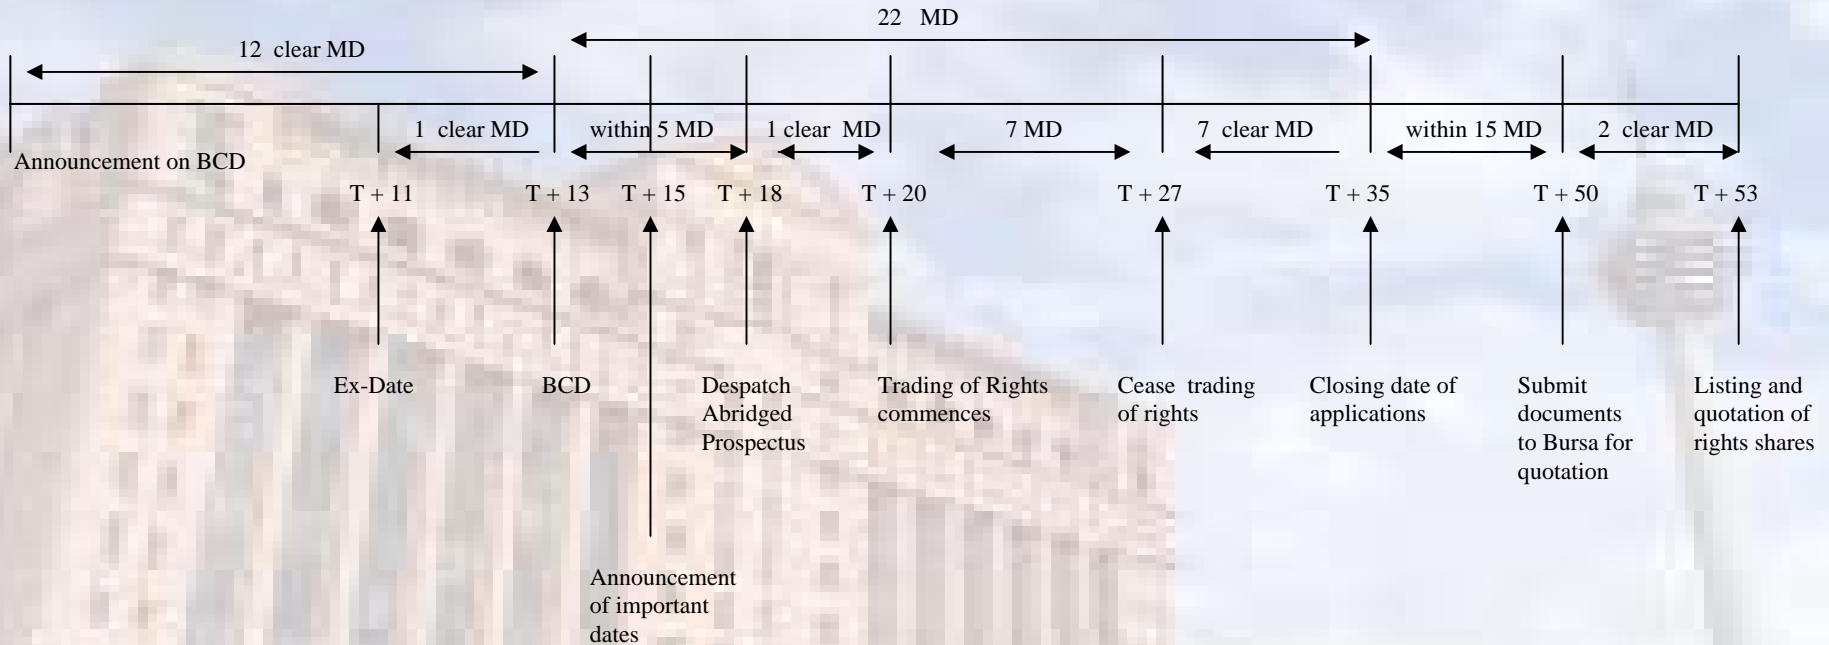 22 MD
12 clear MD
1 clear MD
within 5 MD
1 clear MD
7 MD
7 clear MD
within 15 MD
2 clear MD
Announcement on BCD
T + 11
T + 13
T + 15
T + 18
T + 20
T + 27
T + 35
T + 50
T + 53
Ex-Date
BCD
Despatch
Abridged
Prospectus
Trading of Rights
commences
Cease trading
of rights
Closing date of
applications
Submit
documents
to Bursa for
quotation
Listing and
quotation of
rights shares
Announcement
of important
dates